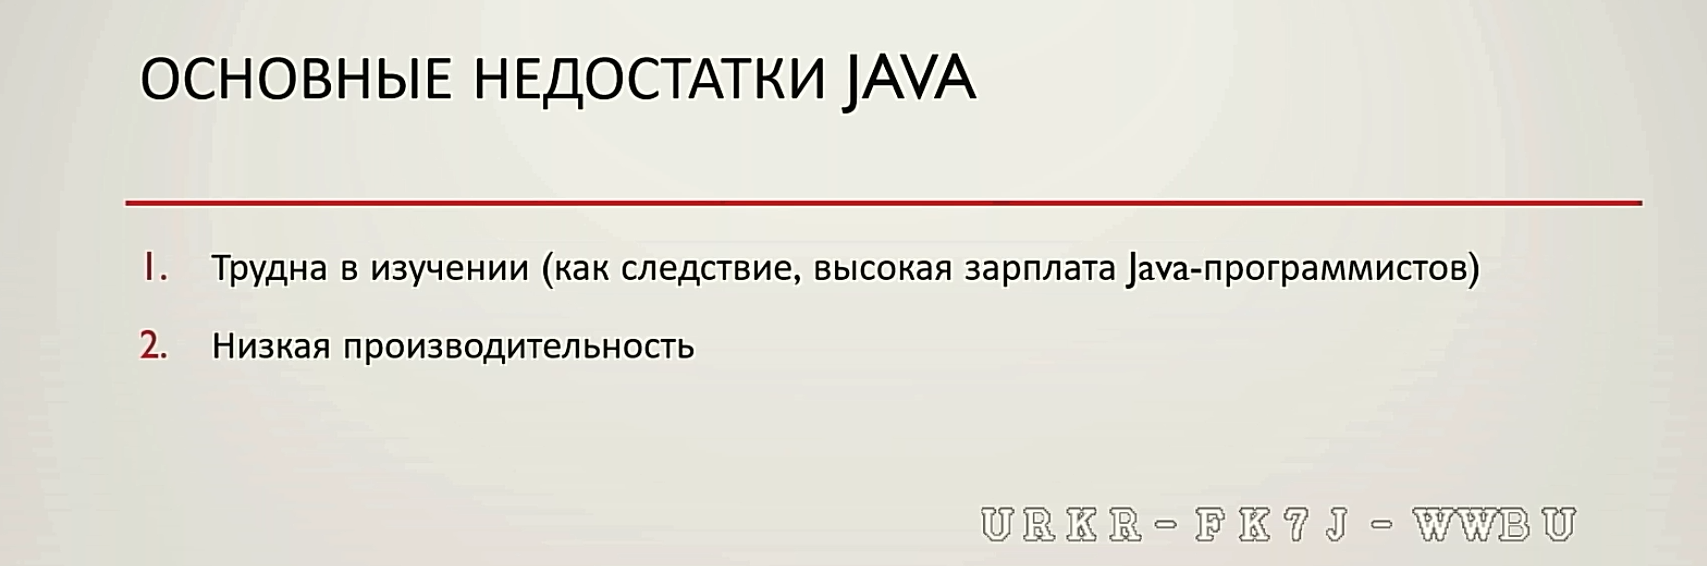 ОСНОВНЫЕ НЕДОСТАТКИ JAVA
1. Трудна в изучении (как следствие, высокая зарплата Java-программистов)
2. Низкая производительность
URKR-FK7J-WWBU